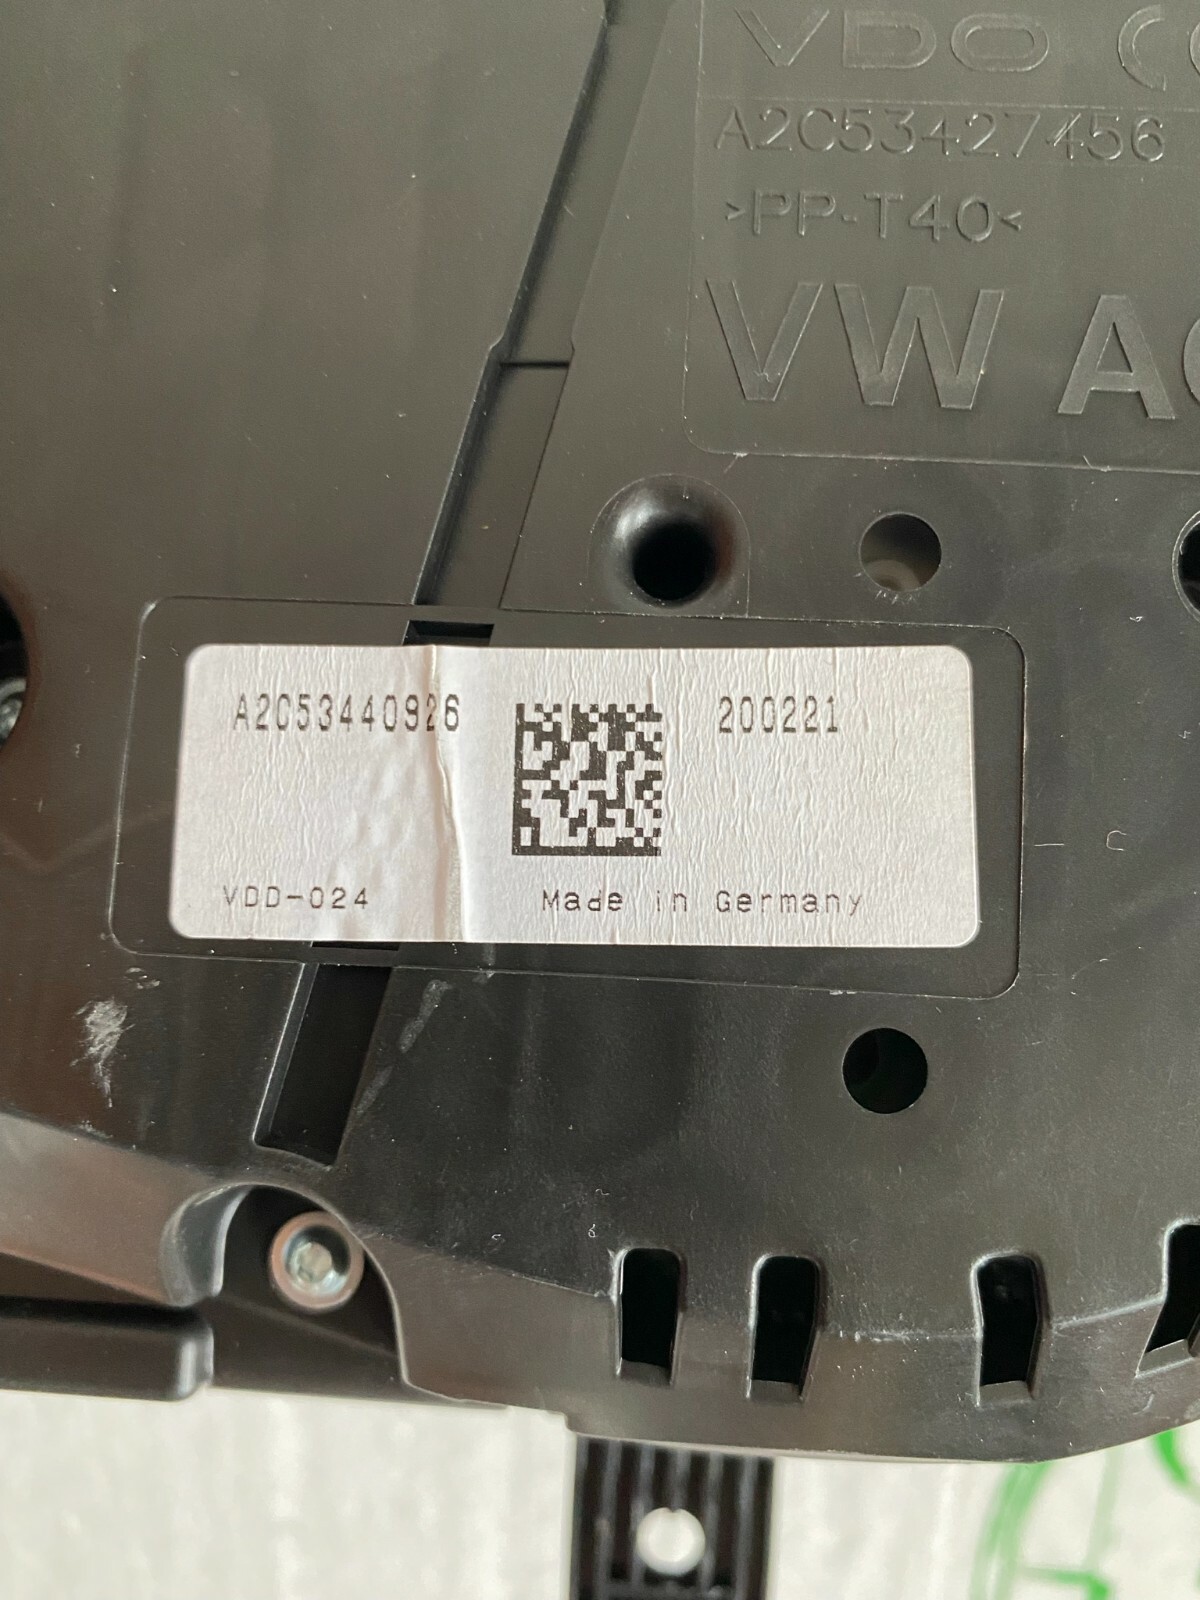 VDO
A2C53427456
>PP-T40<
VW A
A2C53440926
200221
VDD-024
Made in Germany